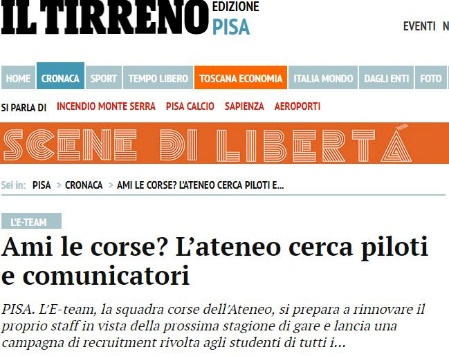 IL TIRRENO EDIZIONE
PISA
EVENTI N
HOME CRONACA SPORT TEMPO LIBERO TOSCANA ECONOMIA ITALIA MONDO DAGLI ENTI FOTO
SI PARLA DI INCENDIO MONTE SERRA PISA CALCIO SAPIENZA AEROPORTI
SCENE DI LIBERTÀ
Sei in: PISA > CRONACA > AMI LE CORSE? L'ATENEO CERCA PILOTI E...
L'E-TEAM
Ami le corse? L'ateneo cerca piloti
e comunicatori
PISA. L'E-team, la squadra corse dell'Ateneo, si prepara a rinnovare il
proprio staff in vista della prossima stagione di gare e lancia una
campagna di recruitment rivolta agli studenti di tutti i...